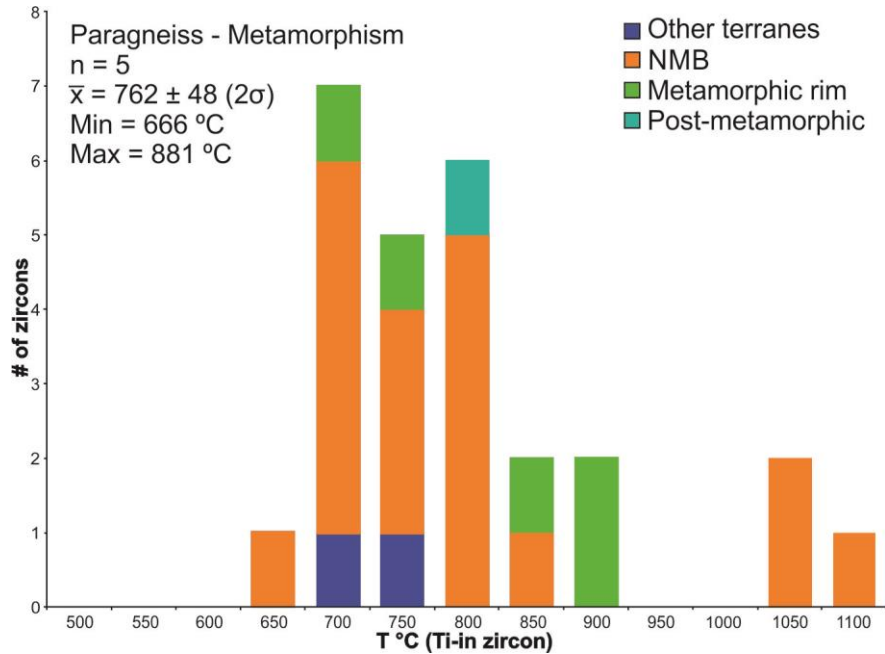 Paragneiss - Metamorphism
n = 5
x̄ = 762 ± 48 (2σ)
Min = 666 ºC
Max = 881 ºC
Other terranes
NMB
Metamorphic rim
Post-metamorphic
# of zircons
8
7
6
5
4
3
2
1
0
500 550 600 650 700 750 800 850 900 950 1000 1050 1100
T °C (Ti-in zircon)